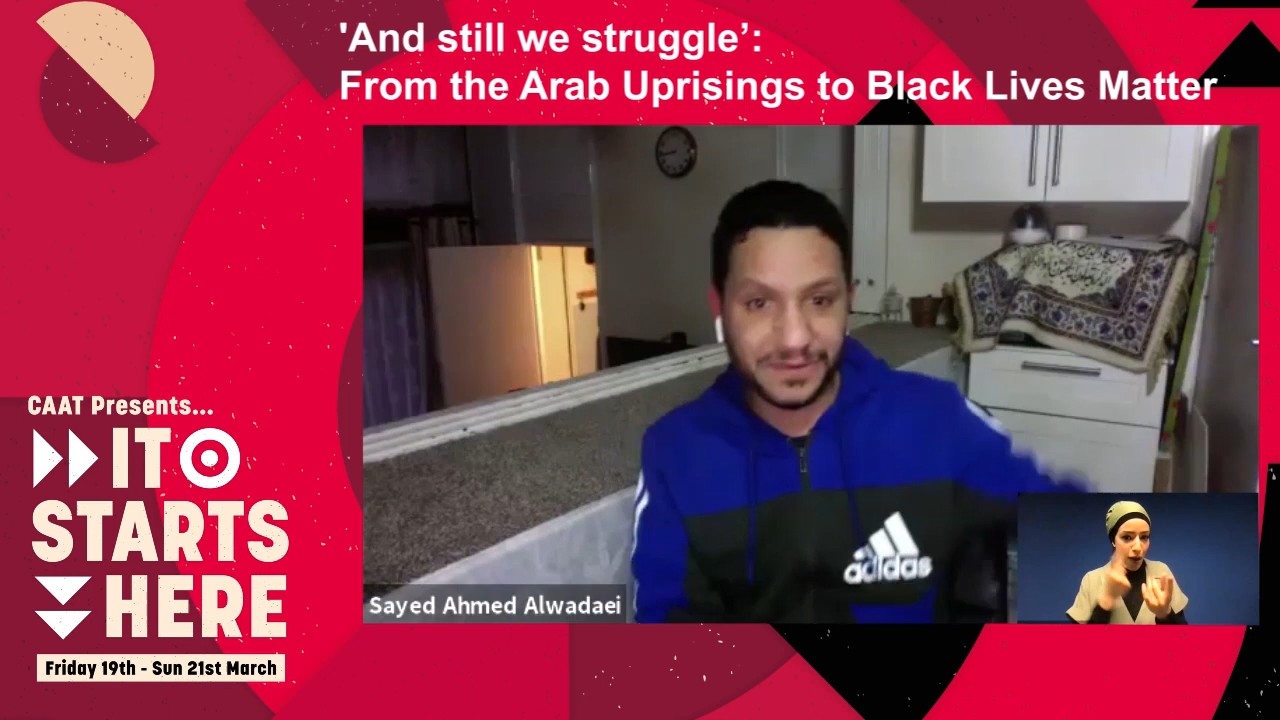 'And still we struggle’:
From the Arab Uprisings to Black Lives Matter
CAAT Presents...
IT
STARTS
HERE
Friday 19th - Sun 21st March
adidas
Sayed Ahmed Alwadaei